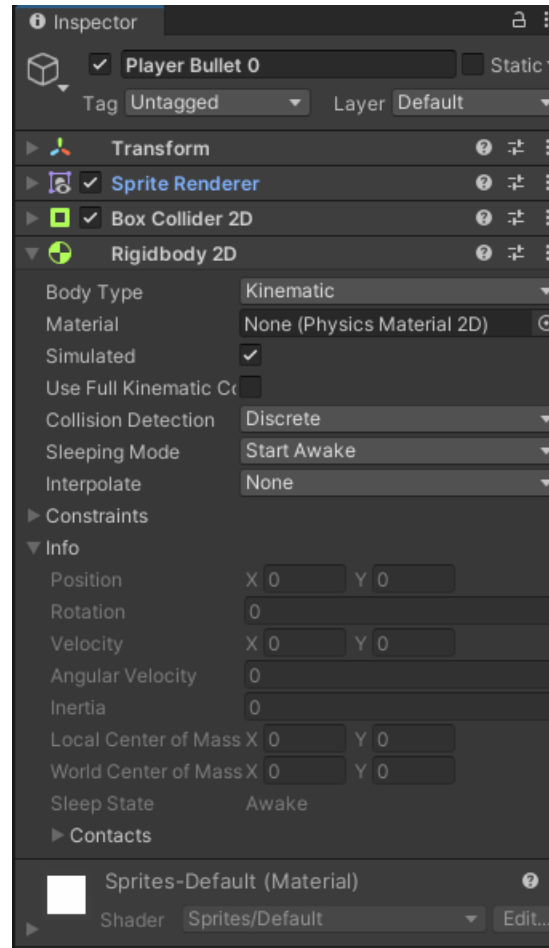 Inspector
Player Bullet 0 Static
Tag Untagged Layer Default
Transform
Sprite Renderer
Box Collider 2D
Rigidbody 2D
Body Type Kinematic
Material None (Physics Material 2D)
Simulated
Use Full Kinematic Co
Collision Detection Discrete
Sleeping Mode Start Awake
Interpolate None
Constraints
Info
Position X 0 Y 0
Rotation 0
Velocity X 0 Y 0
Angular Velocity 0
Inertia 0
Local Center of Mass X 0 Y 0
World Center of Mass X 0 Y 0
Sleep State Awake
Contacts
Sprites-Default (Material)
Shader Sprites/Default Edit...